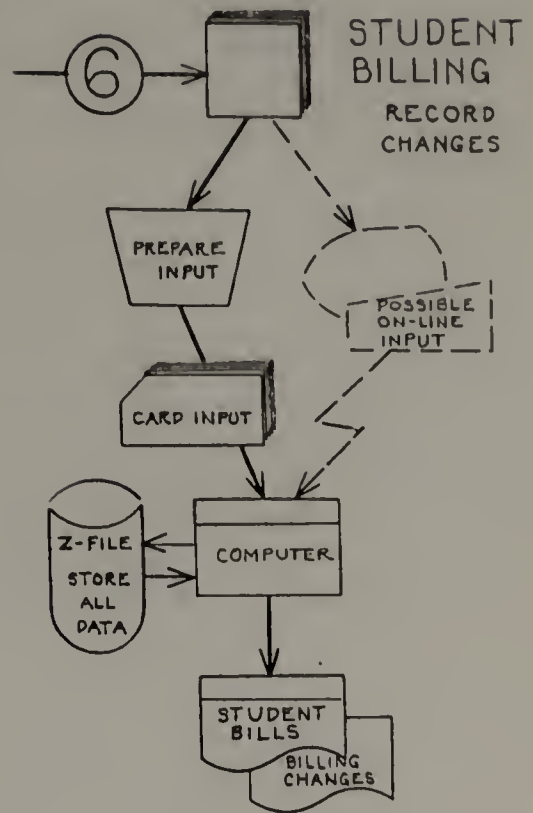 6
STUDENT
BILLING
RECORD
CHANGES
PREPARE
INPUT
POSSIBLE
ON-LINE
INPUT
CARD INPUT
Z-FILE
STORE
ALL
DATA
COMPUTER
STUDENT
BILLS
BILLING
CHANGES